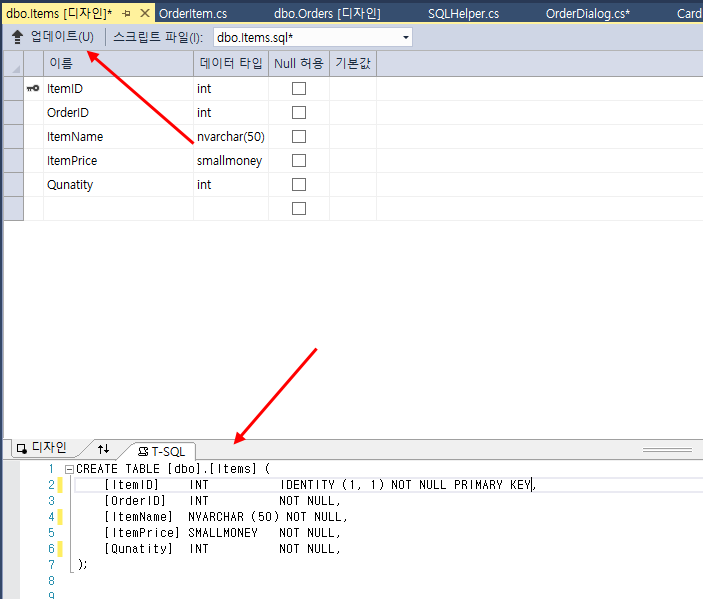 dbo.Items [디자인]* OrderItem.cs dbo.Orders [디자인] SQLHelper.cs OrderDialog.cs* Card
업데이트(U) 스크립트 파일(I): dbo.Items.sql*
이름 데이터 타입 Null 허용 기본값
ItemID int
OrderID int
ItemName nvarchar(50)
ItemPrice smallmoney
Qunatity int
디자인 T-SQL
1 CREATE TABLE [dbo].[Items] (
2 [ItemID] INT IDENTITY (1, 1) NOT NULL PRIMARY KEY,
3 [OrderID] INT NOT NULL,
4 [ItemName] NVARCHAR (50) NOT NULL,
5 [ItemPrice] SMALLMONEY NOT NULL,
6 [Qunatity] INT NOT NULL,
7 );
8
9